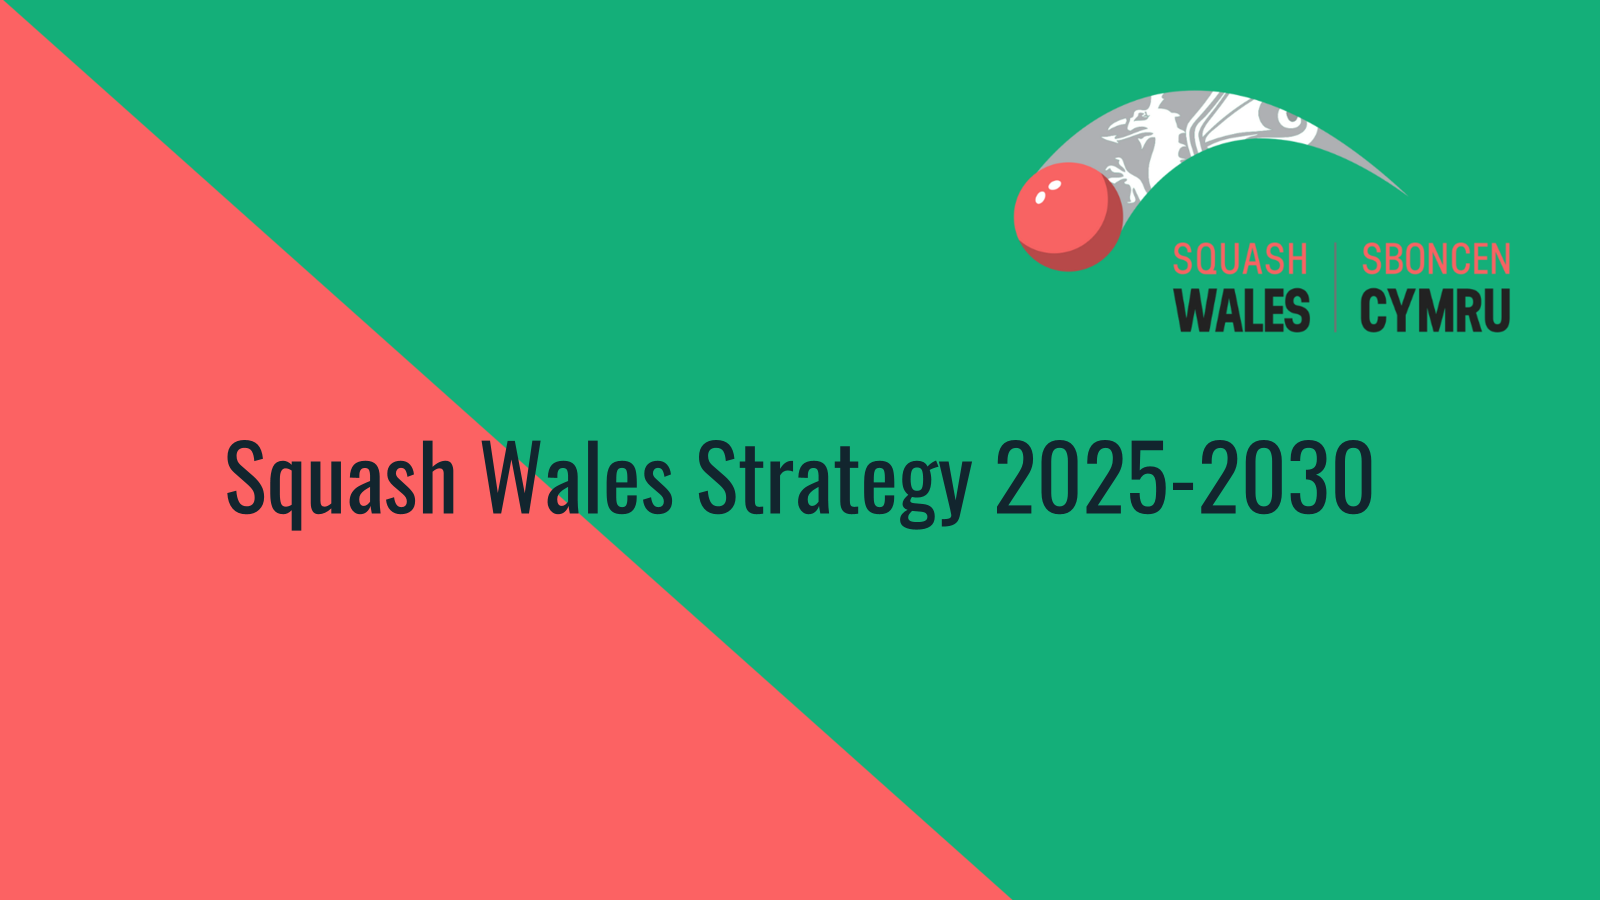 SQUASH
WALES
SBONCEN
CYMRU
Squash Wales Strategy 2025-2030